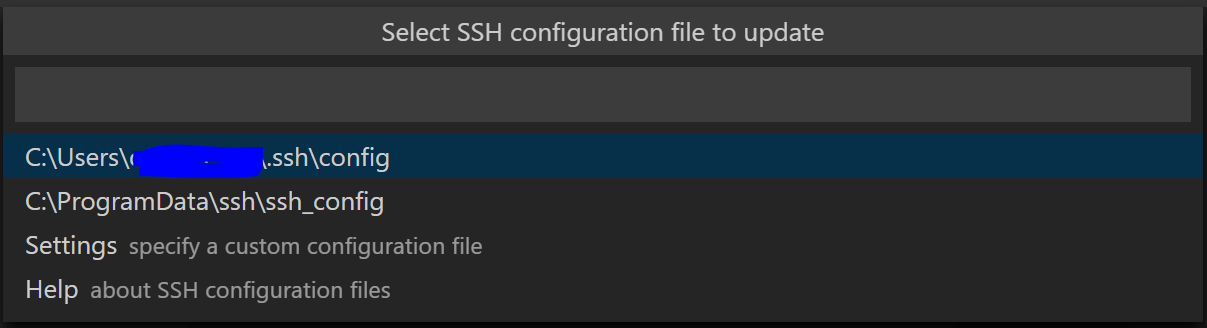 Select SSH configuration file to update
C:\Users\ \.ssh\config
C:\ProgramData\ssh\ssh_config
Settings specify a custom configuration file
Help about SSH configuration files